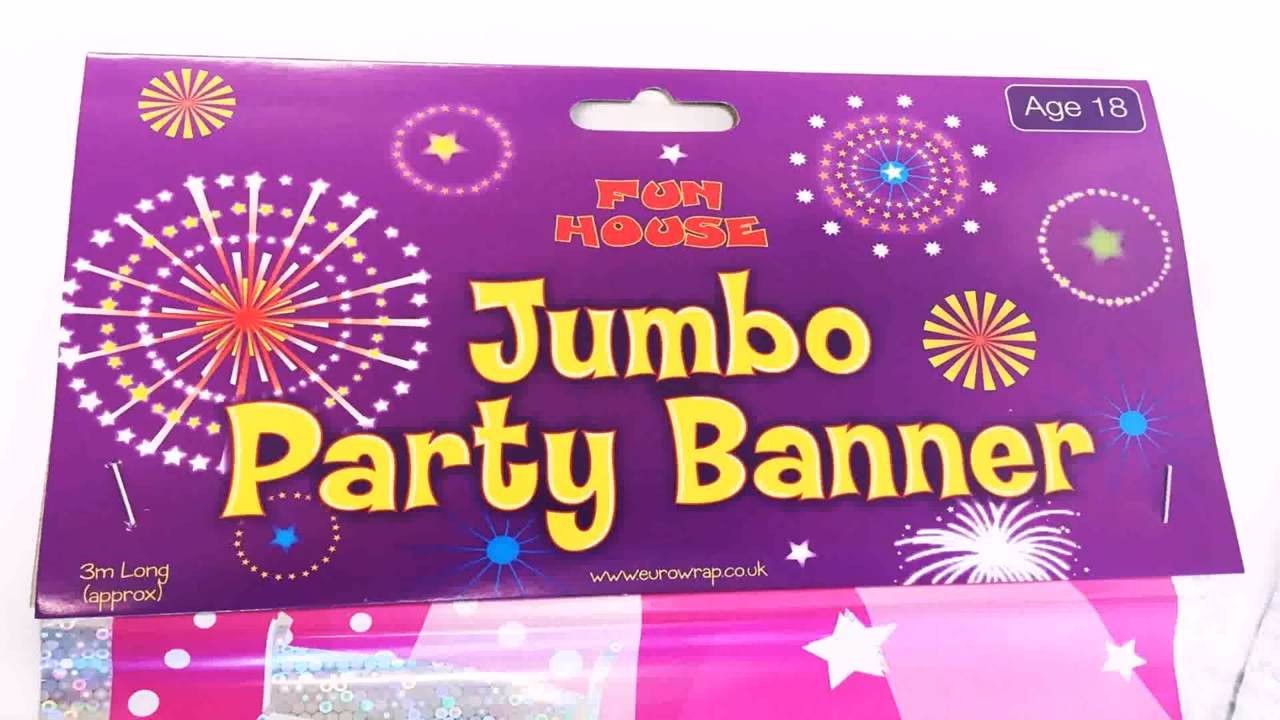 Age 18
FUN
HOUSE
Jumbo
Party Banner
3m Long
(approx)
www.eurowrap.co.uk